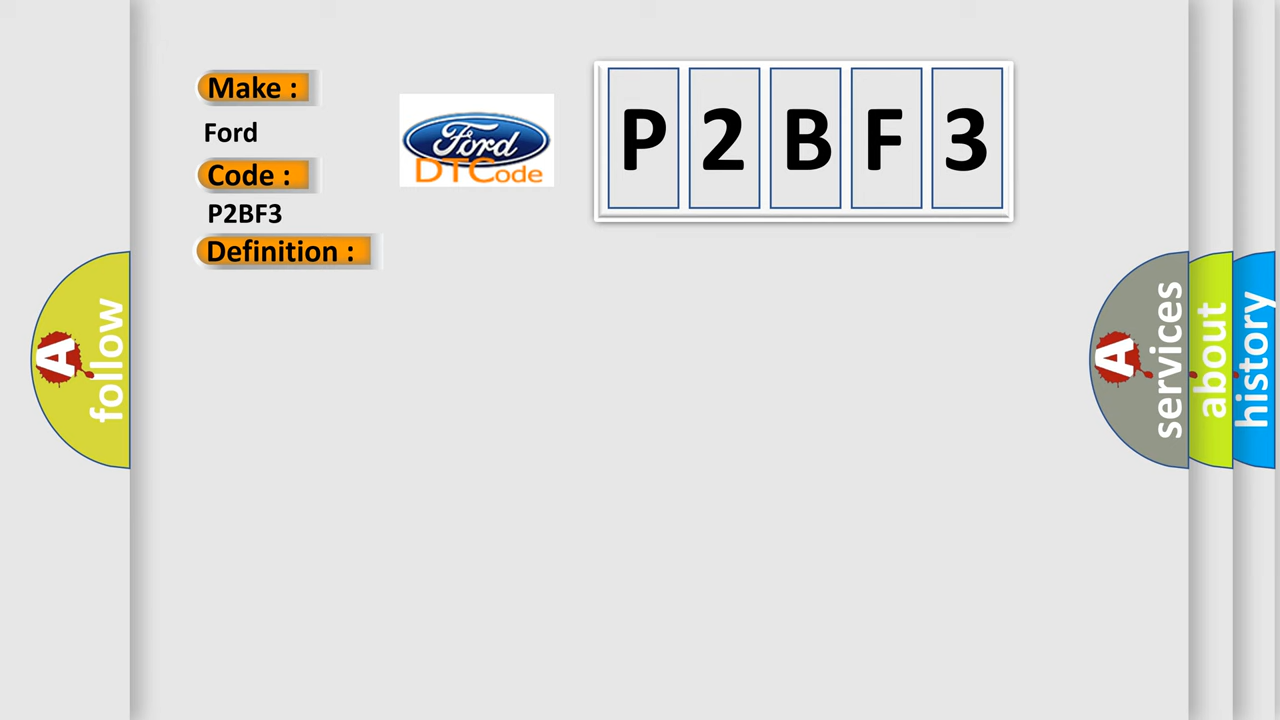 Make :
Ford
Code :
P2BF3
Definition :
Ford
DTCode
P 2 B F 3
A follow
A services
about
history